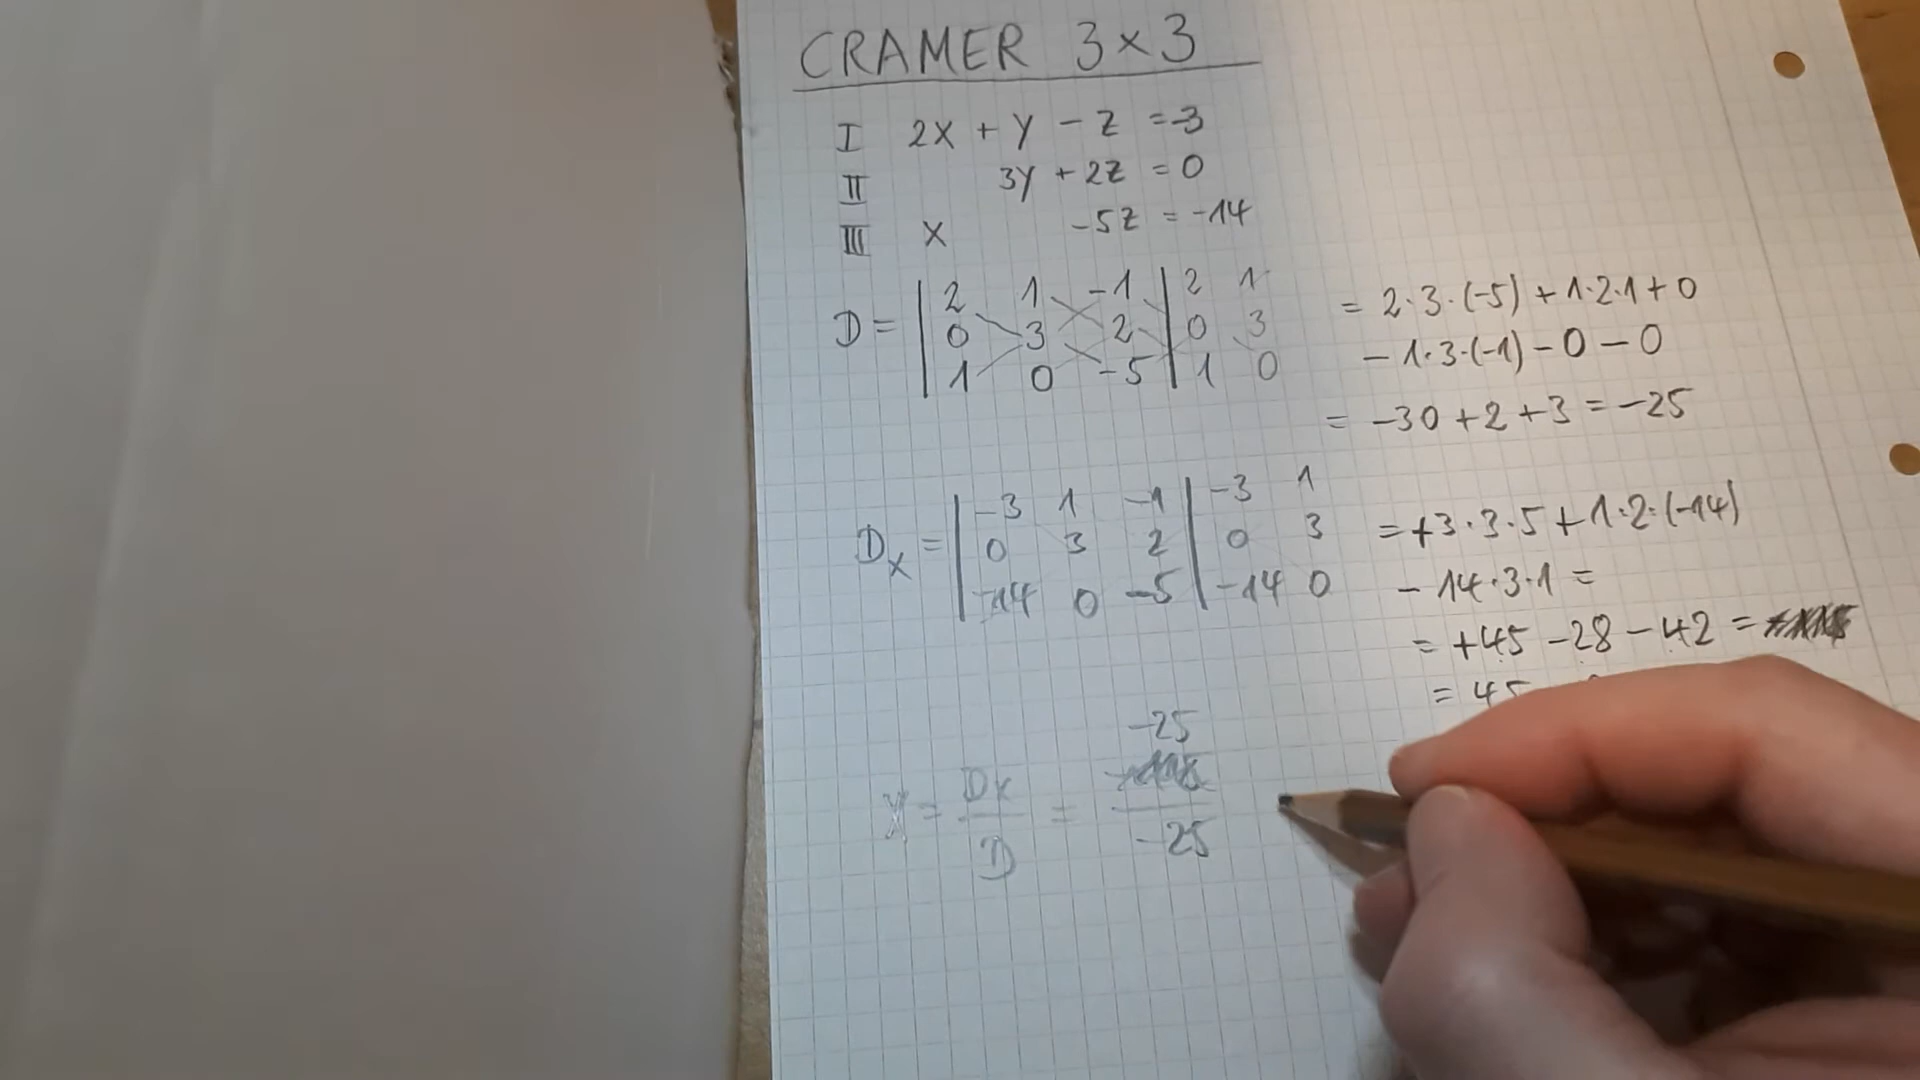 CRAMER 3×3
I 2x + y - z = -3
II 3y + 2z = 0
III x -5z = -14
D = | 2 1 -1 | 2 1 = 2·3·(-5) + 1·2·1 + 0
0 3 2 | 0 3 - 1·3·(-1) - 0 - 0
1 0 -5 | 1 0
= -30 + 2 + 3 = -25
Dx = | -3 1 -1 | -3 1 = +3·3·5 + 1·2·(-14)
0 3 2 | 0 3
-14 0 -5 | -14 0 - 14·3·1 =
= +45 - 28 - 42 =
= 45
-25
x = Dx / D = / -25